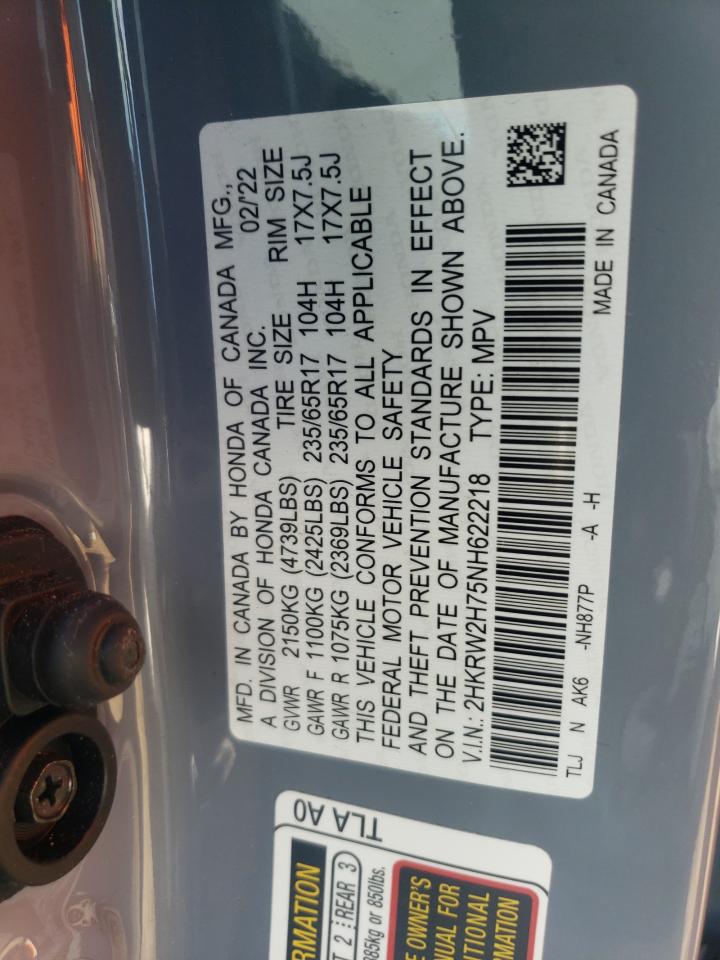 MFD. IN CANADA BY HONDA OF CANADA MFG.,
A DIVISION OF HONDA CANADA INC. 02/'22
GVWR 2150KG (4739LBS) TIRE SIZE RIM SIZE
GAWR F 1100KG (2425LBS) 235/65R17 104H 17X7.5J
GAWR R 1075KG (2369LBS) 235/65R17 104H 17X7.5J
THIS VEHICLE CONFORMS TO ALL APPLICABLE
FEDERAL MOTOR VEHICLE SAFETY
AND THEFT PREVENTION STANDARDS IN EFFECT
ON THE DATE OF MANUFACTURE SHOWN ABOVE.
V.I.N.: 2HKRW2H75NH622218 TYPE: MPV
TLJ N AK6 -NH877P -A -H MADE IN CANADA
TLA A0
RMATION
2 REAR 3
385kg or 850lbs.
OWNER'S
FOR
MATION